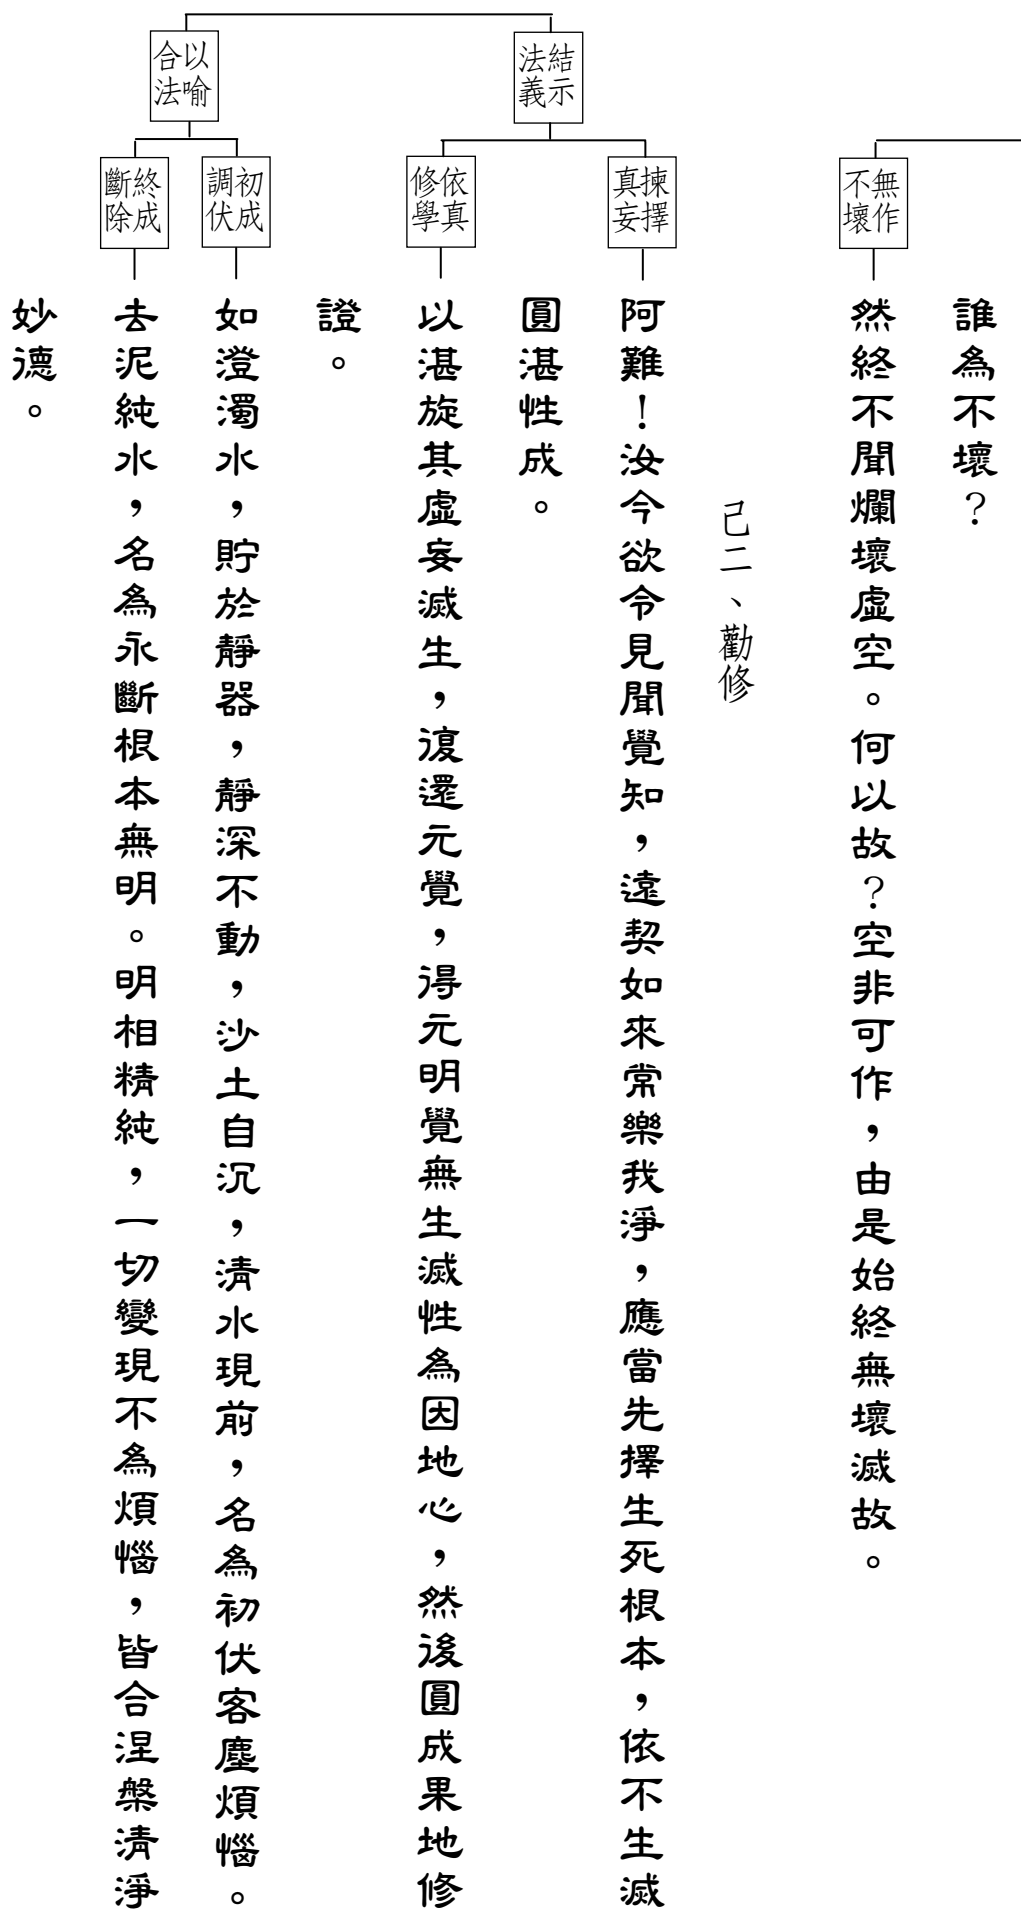 誰為不壞？
無作不壞
然終不聞爛壞虛空。何以故？空非可作，由是始終無壞滅故。
己二、勸修
結示法義
揀擇真妄
阿難！汝今欲令見聞覺知，遠契如來常樂我淨，應當先擇生死根本，依不生滅
圓湛性成。
依真修學
以湛旋其虛妄滅生，復還元覺，得元明覺無生滅性為因地心，然後圓成果地修
證。
以喻合法
初成調伏
如澄濁水，貯於靜器，靜深不動，沙土自沉，清水現前，名為初伏客塵煩惱。
終成斷除
去泥純水，名為永斷根本無明。明相精純，一切變現不為煩惱，皆合涅槃清淨
妙德。